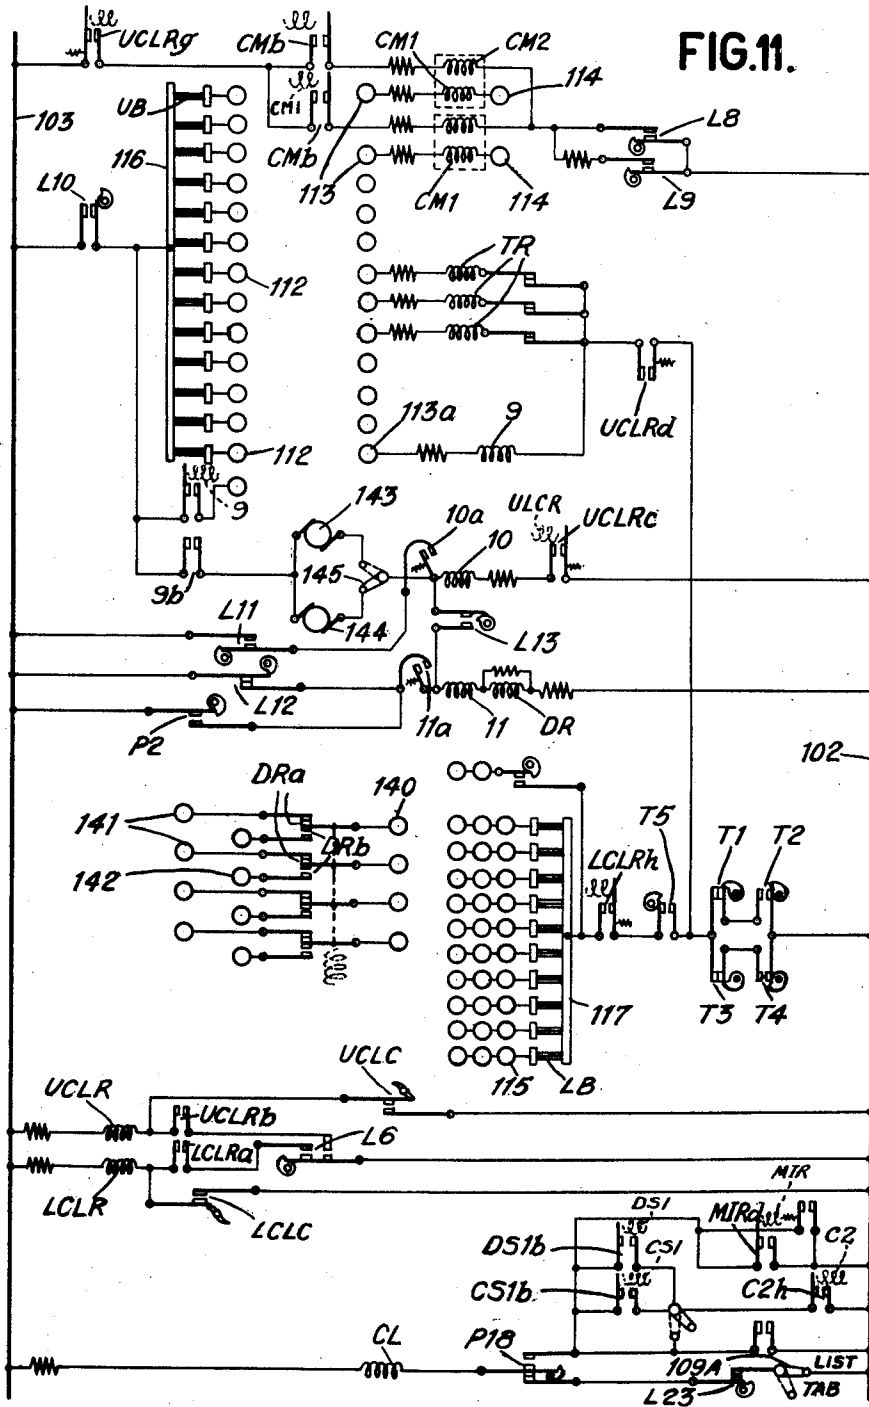 FIG.11.
UCLRg
CMb
CM1
CM2
UB
103
CM1
CMb
113
114
L8
116
L10
CM1
114
L9
TR
112
113a
9
UCLRd
112
9
143
10a
10
ULCR
UCLRc
9b
145
L11
144
L13
L12
11a
11
DR
P2
102
DRa
140
141
DRb
T5
T1
T2
142
LCLRh
T3
T4
117
UCLC
115
LB
UCLR
UCLRb
LCLRa
L6
LCLR
LCLC
MIR
DS1
MIRd
DS1b
CS1
C2
CS1b
C2h
CL
P18
109A
LIST
L23
TAB